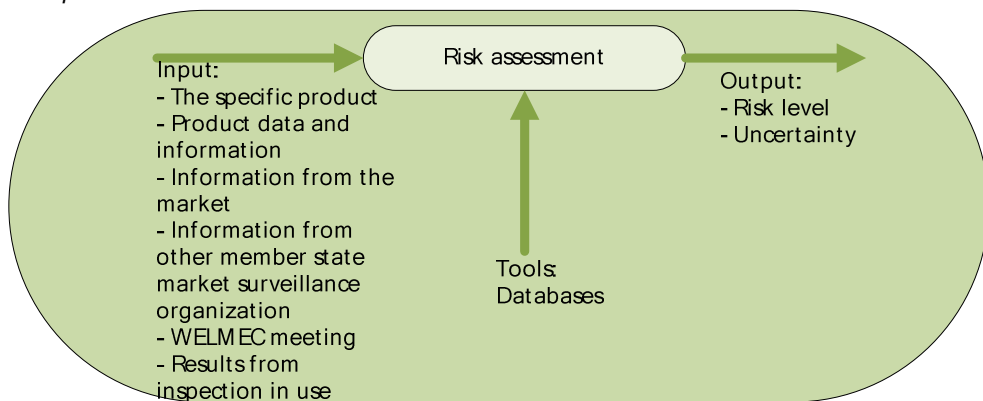 Risk assessment
Input:
- The specific product
- Product data and
information
- Information from the
market
- Information from
other member state
market surveillance
organization
- WELMEC meeting
- Results from
inspection in use
Output:
- Risk level
- Uncertainty
Tools:
Databases